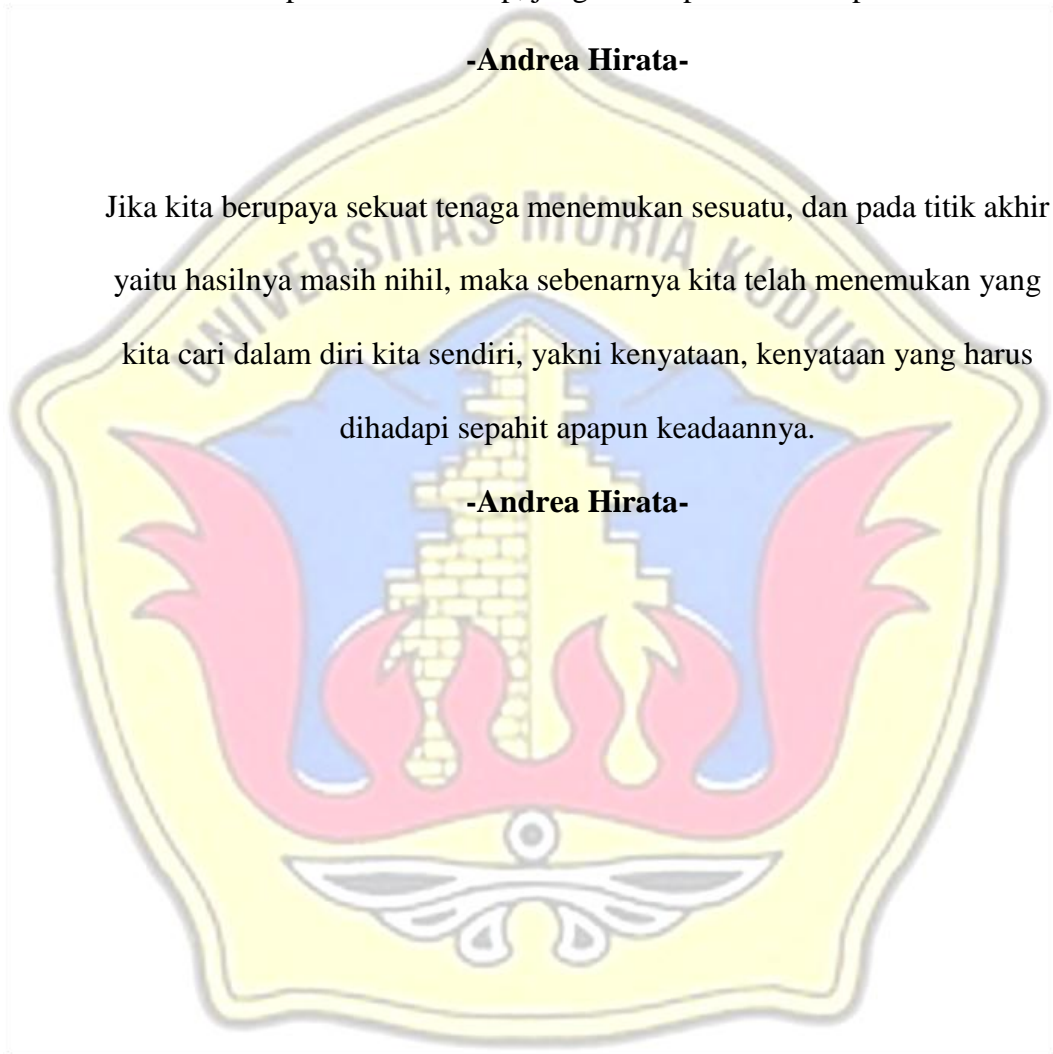 -Andrea Hirata-
Jika kita berupaya sekuat tenaga menemukan sesuatu, dan pada titik akhir
yaitu hasilnya masih nihil, maka sebenarnya kita telah menemukan yang
kita cari dalam diri kita sendiri, yakni kenyataan, kenyataan yang harus
dihadapi sepahit apapun keadaannya.
-Andrea Hirata-
UNIVERSITAS MURIA KUDUS